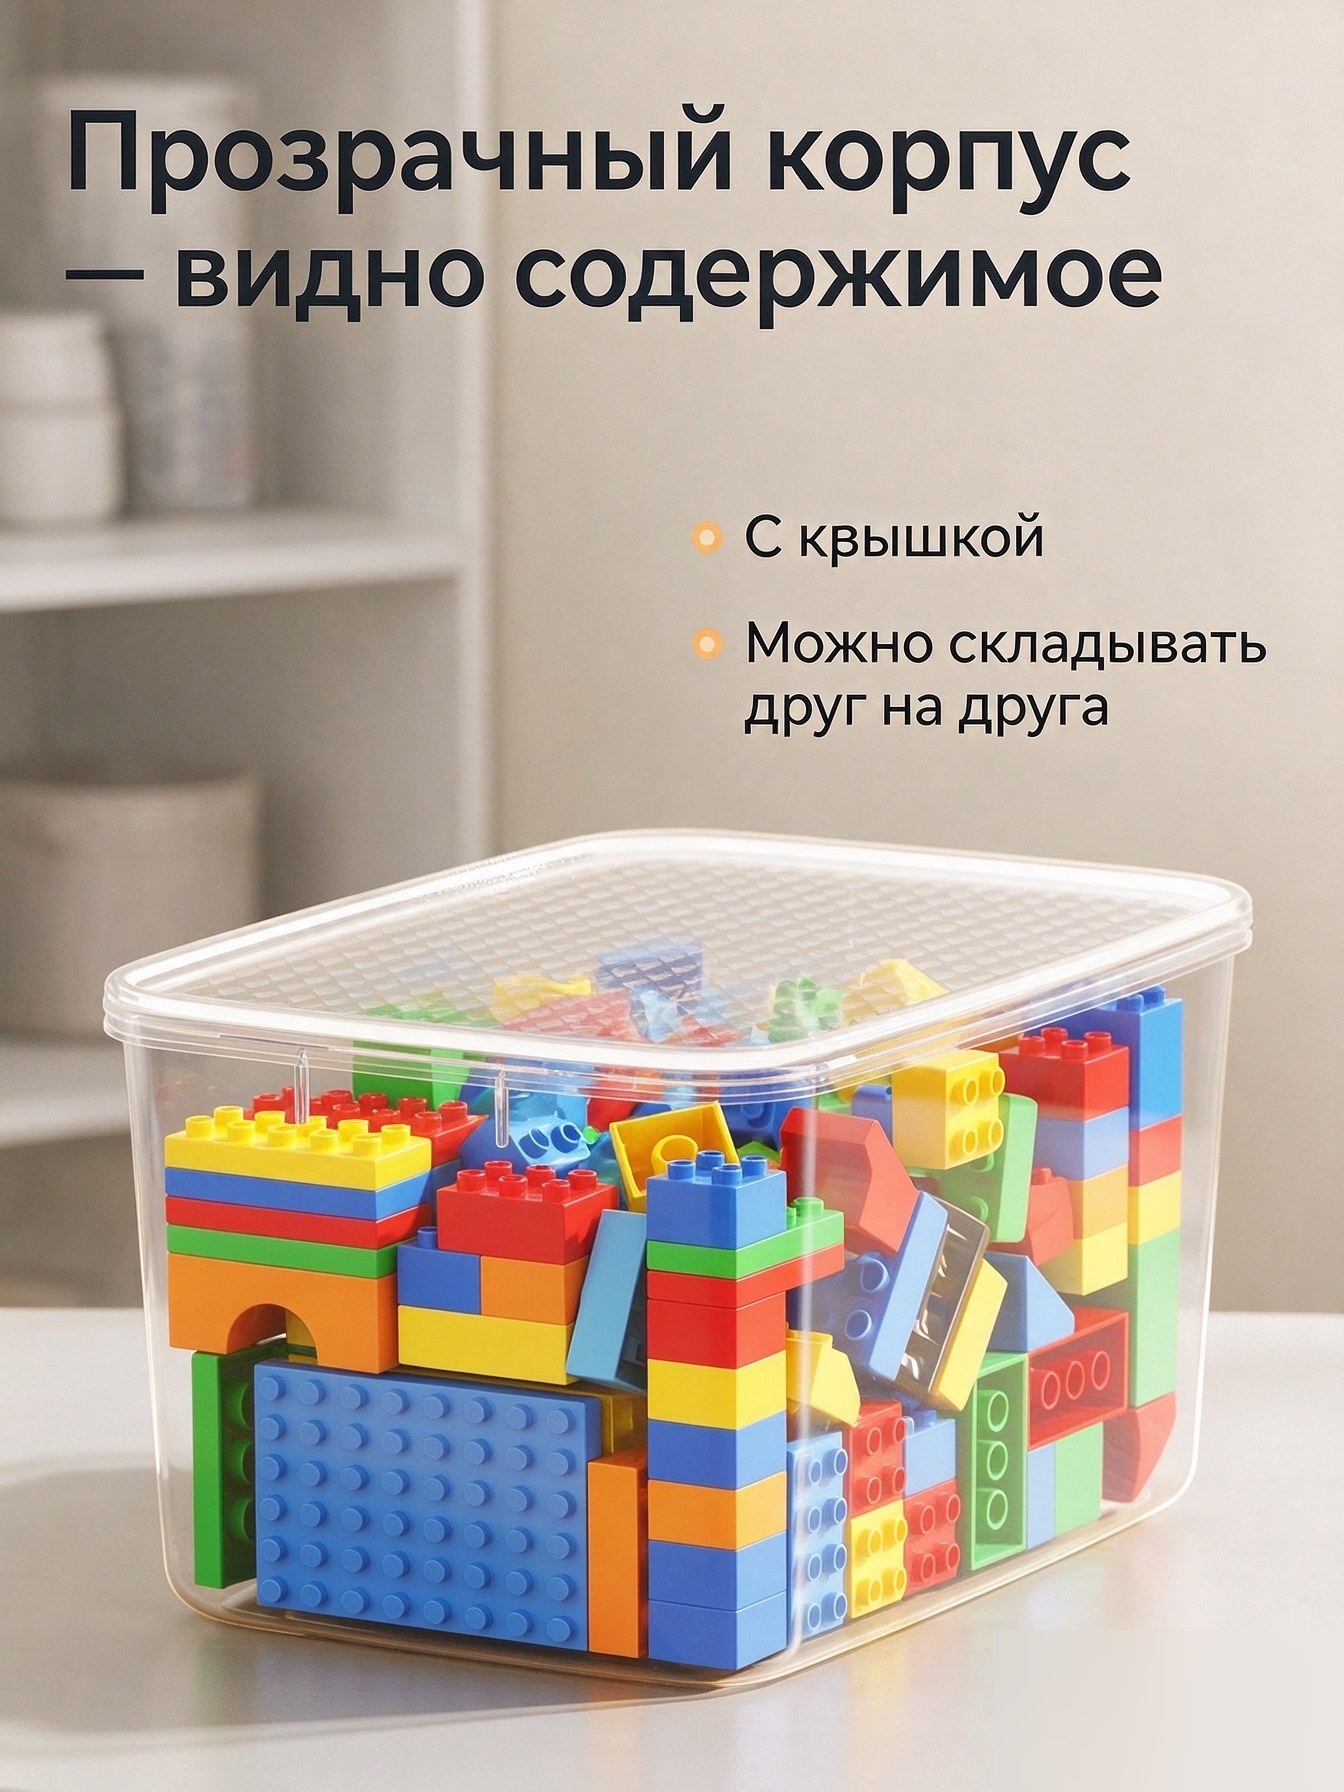 Прозрачный корпус
— видно содержимое
С крышкой
Можно складывать
друг на друга